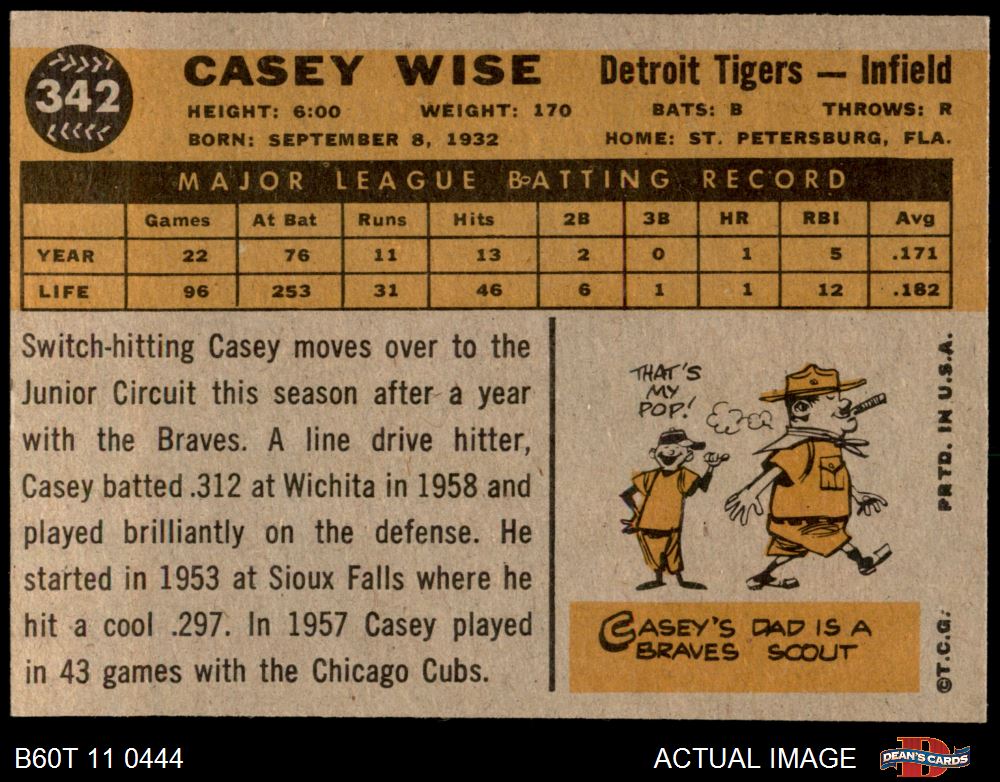 342
CASEY WISE
Detroit Tigers — Infield
HEIGHT: 6:00 WEIGHT: 170 BATS: B THROWS: R
BORN: SEPTEMBER 8, 1932 HOME: ST. PETERSBURG, FLA.
MAJOR LEAGUE BATTING RECORD
Games At Bat Runs Hits 2B 3B HR RBI Avg
YEAR 22 76 11 13 2 0 1 5 .171
LIFE 96 253 31 46 6 1 1 12 .182
Switch-hitting Casey moves over to the
Junior Circuit this season after a year
with the Braves. A line drive hitter,
Casey batted .312 at Wichita in 1958 and
played brilliantly on the defense. He
started in 1953 at Sioux Falls where he
hit a cool .297. In 1957 Casey played
in 43 games with the Chicago Cubs.
THAT'S
MY
POP!
CASEY'S DAD IS A
BRAVES SCOUT
©T.C.G. PRTD. IN U.S.A.
B60T 11 0444
ACTUAL IMAGE
DEAN'S CARDS